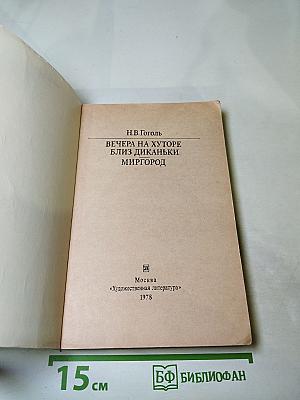 Н.В.Гоголь
ВЕЧЕРА НА ХУТОРЕ
БЛИЗ ДИКАНЬКИ
МИРГОРОД
Москва
«Художественная литература»
1978
15 см
БФ БИБЛИОФАН